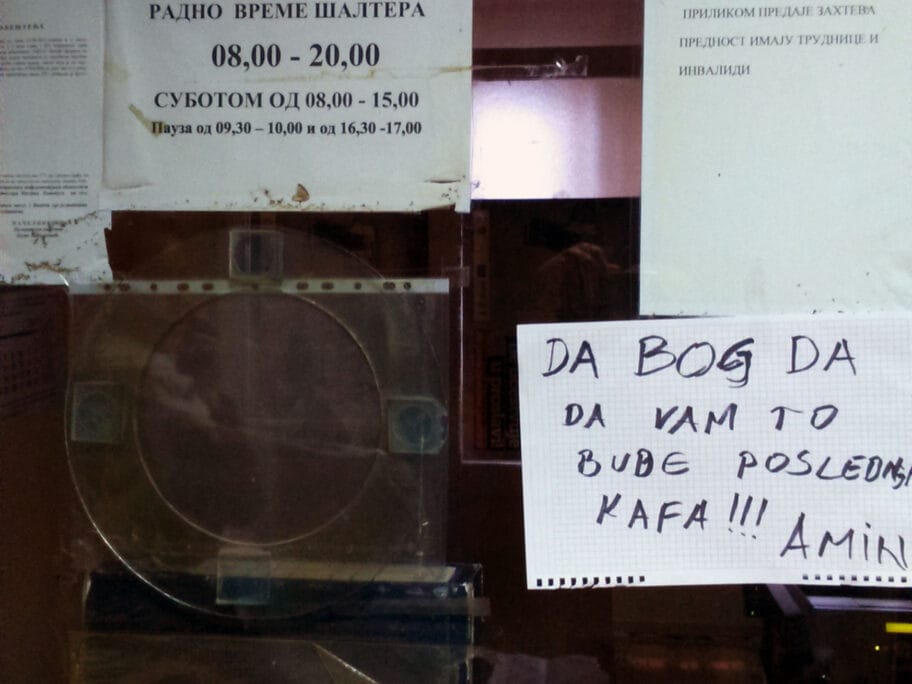 РАДНО ВРЕМЕ ШАЛТЕРА
08,00 - 20,00
СУБОТОМ ОД 08,00 - 15,00
Пауза од 09,30 – 10,00 и од 16,30 -17,00
ПРИЛИКОМ ПРЕДАЈЕ ЗАХТЕВА
ПРЕДНОСТ ИМАЈУ ТРУДНИЦЕ И
ИНВАЛИДИ
DA BOG DA
DA VAM TO
BUDE POSLEDNJA
KAFA!!!
AMIN